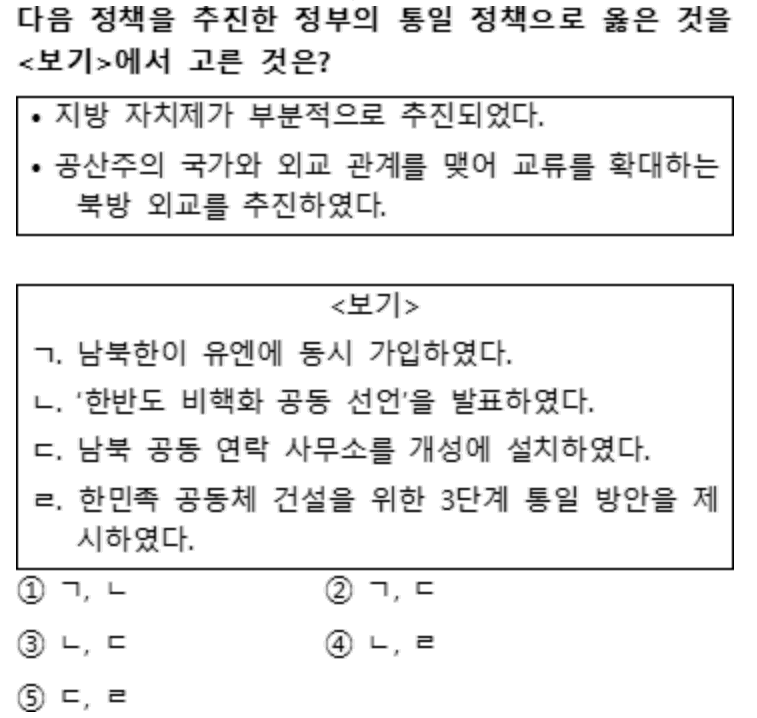 다음 정책을 추진한 정부의 통일 정책으로 옳은 것을
<보기>에서 고른 것은?
• 지방 자치제가 부분적으로 추진되었다.
• 공산주의 국가와 외교 관계를 맺어 교류를 확대하는
북방 외교를 추진하였다.
<보기>
ㄱ. 남북한이 유엔에 동시 가입하였다.
ㄴ. '한반도 비핵화 공동 선언'을 발표하였다.
ㄷ. 남북 공동 연락 사무소를 개성에 설치하였다.
ㄹ. 한민족 공동체 건설을 위한 3단계 통일 방안을 제
시하였다.
① ㄱ, ㄴ ② ㄱ, ㄷ
③ ㄴ, ㄷ ④ ㄴ, ㄹ
⑤ ㄷ, ㄹ